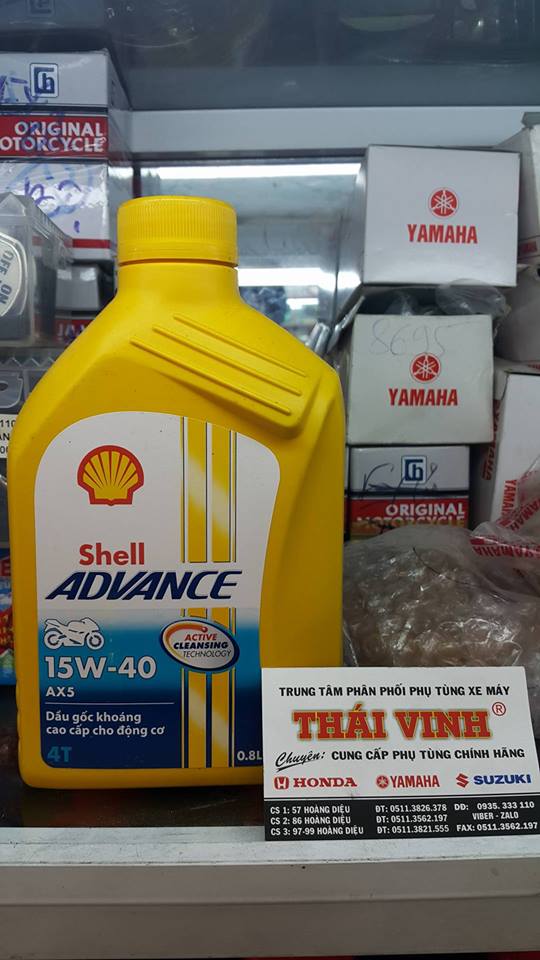 ORIGINAL
MOTORCYCLE
OFF
ON
YAMAHA
8695
YAMAHA
ORIGINAL
MOTORCYCLE
YAMAHA
YAMAHA
Shell
ADVANCE
ACTIVE
CLEANSING
TECHNOLOGY
15W-40
AX5
Dầu gốc khoáng
cao cấp cho động cơ
4T
0.8L
TRUNG TÂM PHÂN PHỐI PHỤ TÙNG XE MÁY
THÁI VINH ®
Chuyên: CUNG CẤP PHỤ TÙNG CHÍNH HÃNG
HONDA YAMAHA SUZUKI
CS 1: 57 HOÀNG DIỆU ĐT: 0511.3826.378 DĐ: 0935. 333 110
CS 2: 86 HOÀNG DIỆU ĐT: 0511.3562.197 VIBER - ZALO
CS 3: 97-99 HOÀNG DIỆU ĐT: 0511.3821.555 FAX: 0511.3562.197